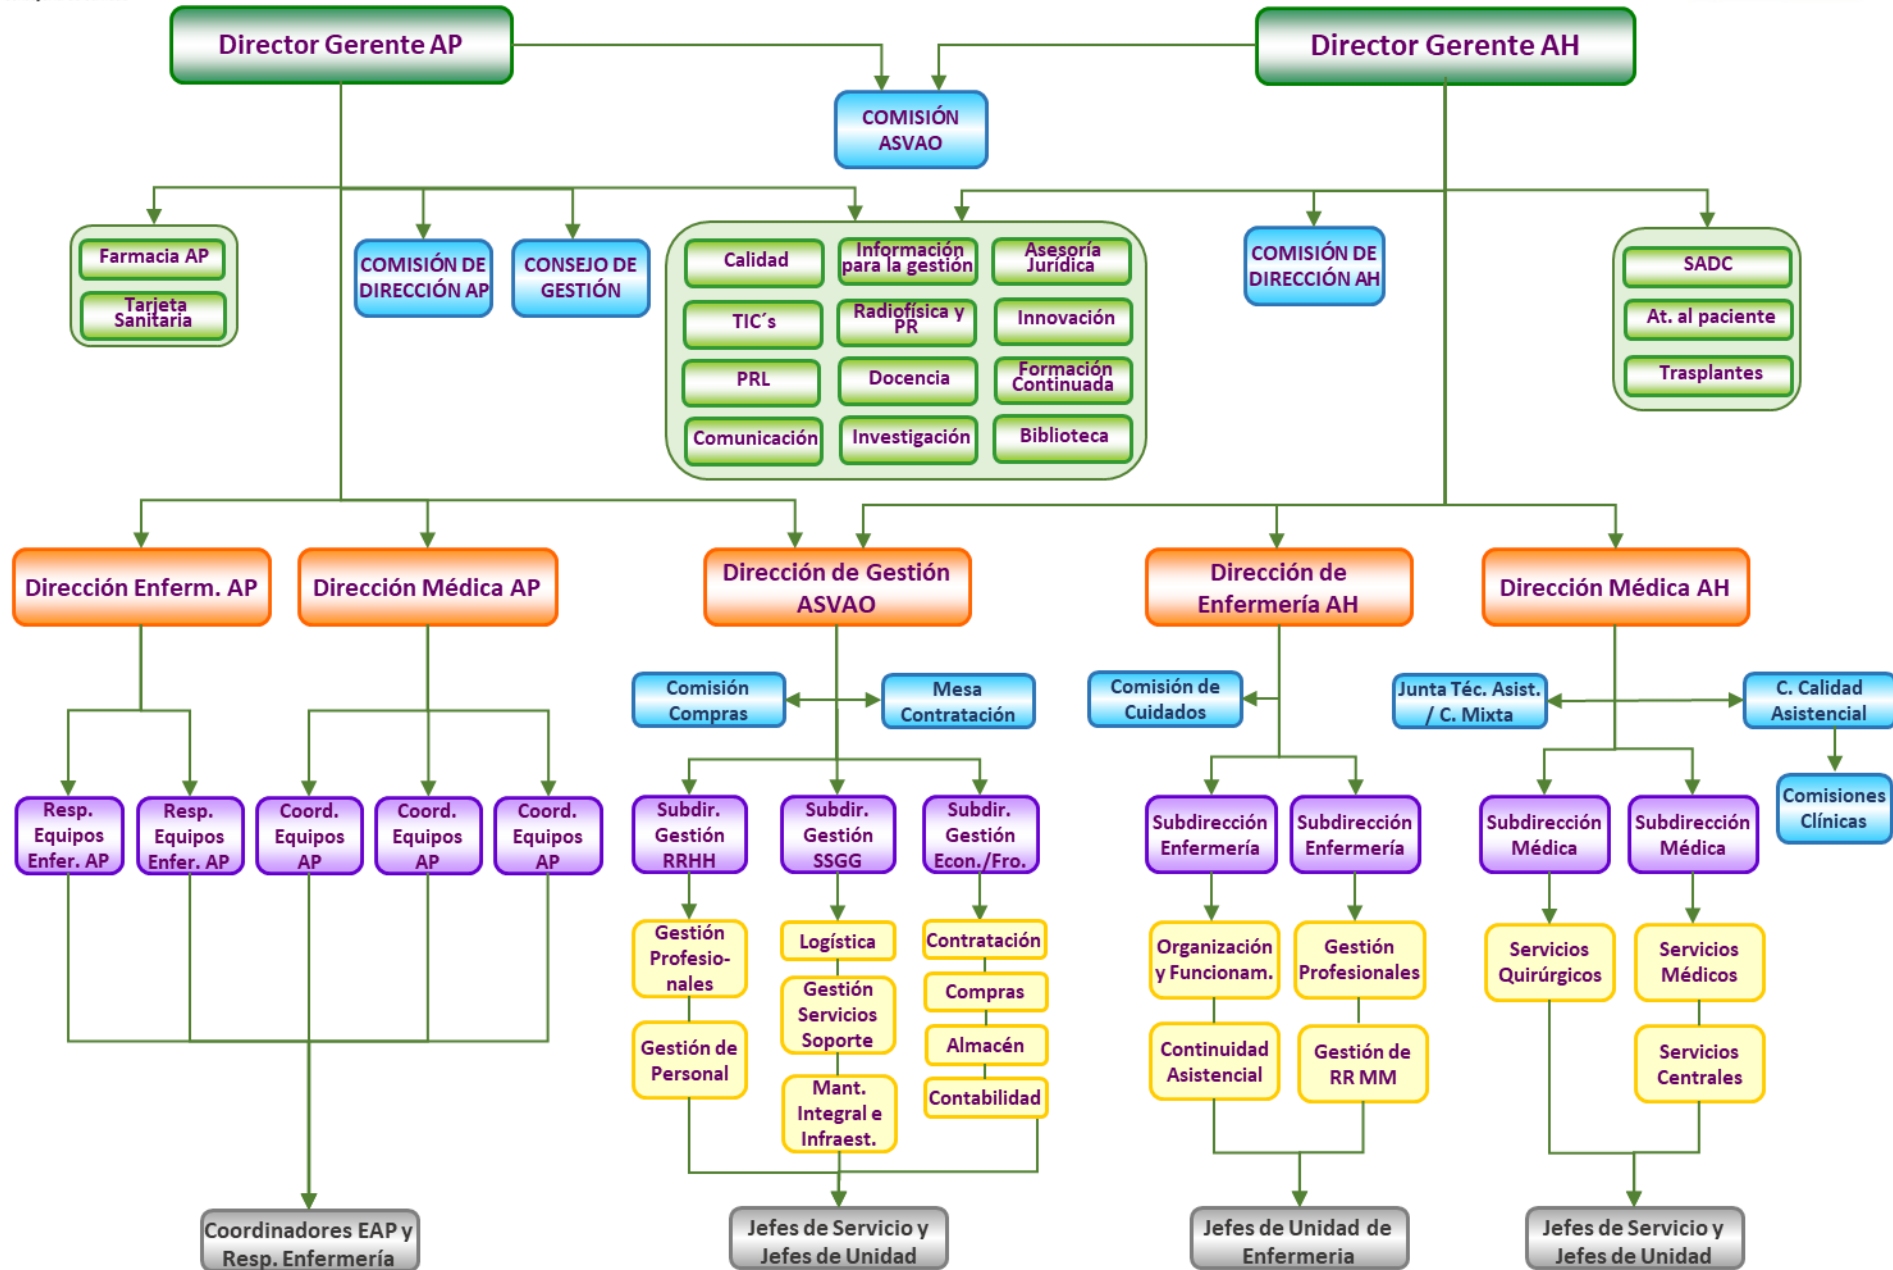 Director Gerente AP
Director Gerente AH
COMISIÓN
ASVAO
Farmacia AP
Tarjeta
Sanitaria
COMISIÓN DE
DIRECCIÓN AP
CONSEJO DE
GESTIÓN
Calidad
Información
para la gestión
Asesoría
Jurídica
TIC´s
Radiofísica y
PR
Innovación
PRL
Docencia
Formación
Continuada
Comunicación
Investigación
Biblioteca
COMISIÓN DE
DIRECCIÓN AH
SADC
At. al paciente
Trasplantes
Dirección Enferm. AP
Dirección Médica AP
Dirección de Gestión
ASVAO
Dirección de
Enfermería AH
Dirección Médica AH
Comisión
Compras
Mesa
Contratación
Comisión de
Cuidados
Junta Téc. Asist.
/ C. Mixta
C. Calidad
Asistencial
Comisiones
Clínicas
Resp.
Equipos
Enfer. AP
Resp.
Equipos
Enfer. AP
Coord.
Equipos
AP
Coord.
Equipos
AP
Coord.
Equipos
AP
Subdir.
Gestión
RRHH
Subdir.
Gestión
SSGG
Subdir.
Gestión
Econ./Fro.
Subdirección
Enfermería
Subdirección
Enfermería
Subdirección
Médica
Subdirección
Médica
Gestión
Profesio-
nales
Gestión de
Personal
Logística
Gestión
Servicios
Soporte
Mant.
Integral e
Infraest.
Contratación
Compras
Almacén
Contabilidad
Organización
y Funcionam.
Continuidad
Asistencial
Gestión
Profesionales
Gestión de
RR MM
Servicios
Quirúrgicos
Servicios
Médicos
Servicios
Centrales
Coordinadores EAP y
Resp. Enfermería
Jefes de Servicio y
Jefes de Unidad
Jefes de Unidad de
Enfermeria
Jefes de Servicio y
Jefes de Unidad